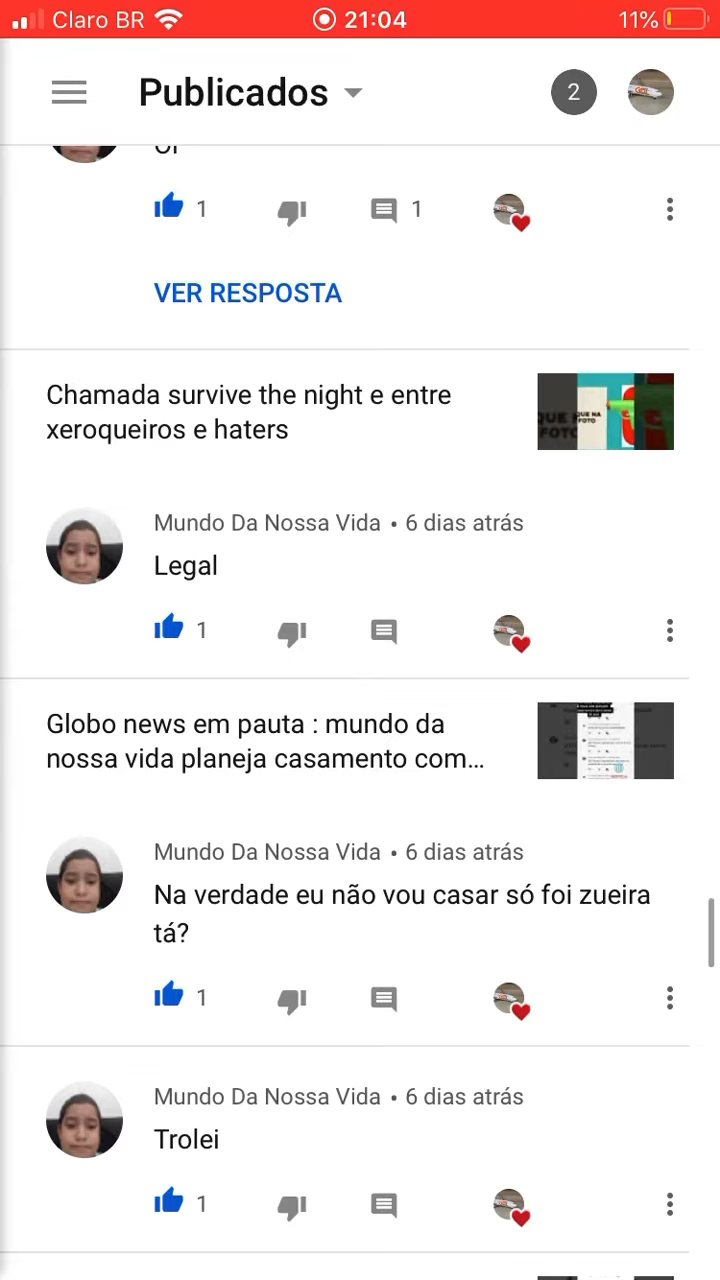 Claro BR 21:04 11%
Publicados 2
1 1
VER RESPOSTA
Chamada survive the night e entre
xeroqueiros e haters
QUE NA
FOTO
Mundo Da Nossa Vida • 6 dias atrás
Legal
1
Globo news em pauta : mundo da
nossa vida planeja casamento com...
Mundo Da Nossa Vida • 6 dias atrás
Na verdade eu não vou casar só foi zueira
tá?
1
Mundo Da Nossa Vida • 6 dias atrás
Trolei
1